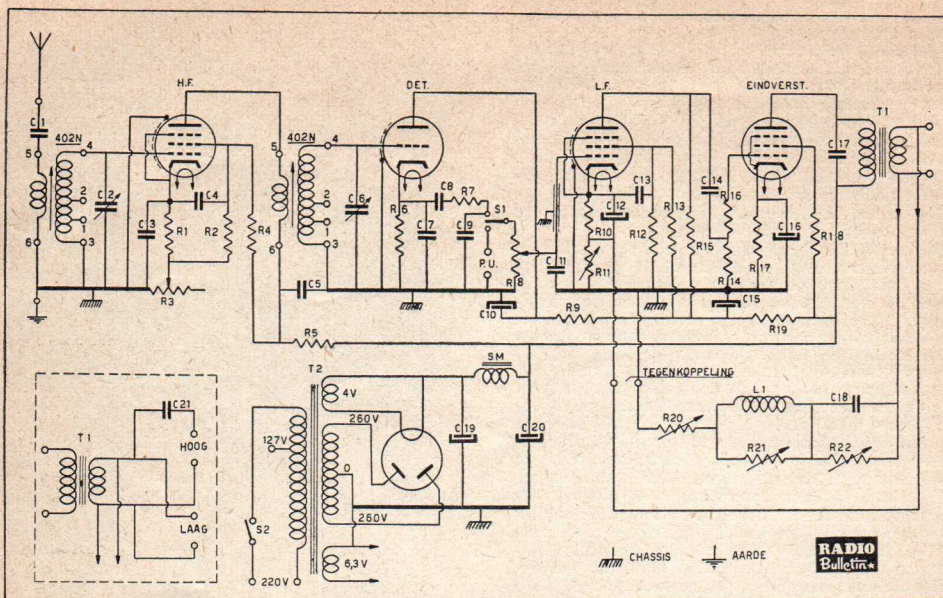 H.F.
DET.
L.F.
EINDVERST.
T1
C1
402N
5
4
C2
2
1
3
6
C3
C4
R1
R2
R3
R4
402N
5
4
2
1
3
6
C5
C6
R6
C7
C8
R7
C9
S1
P.U.
R8
C10
C11
C12
R10
R11
C13
R12
R13
R15
C14
R16
R14
C15
R17
C16
R18
C17
R9
R19
R5
T2
SM
4V
127V
260V
0
260V
6,3V
220V
S2
C19
C20
TEGENKOPPELING
L1
C18
R20
R21
R22
T1
C21
HOOG
LAAG
CHASSIS
AARDE
RADIO
Bulletin★